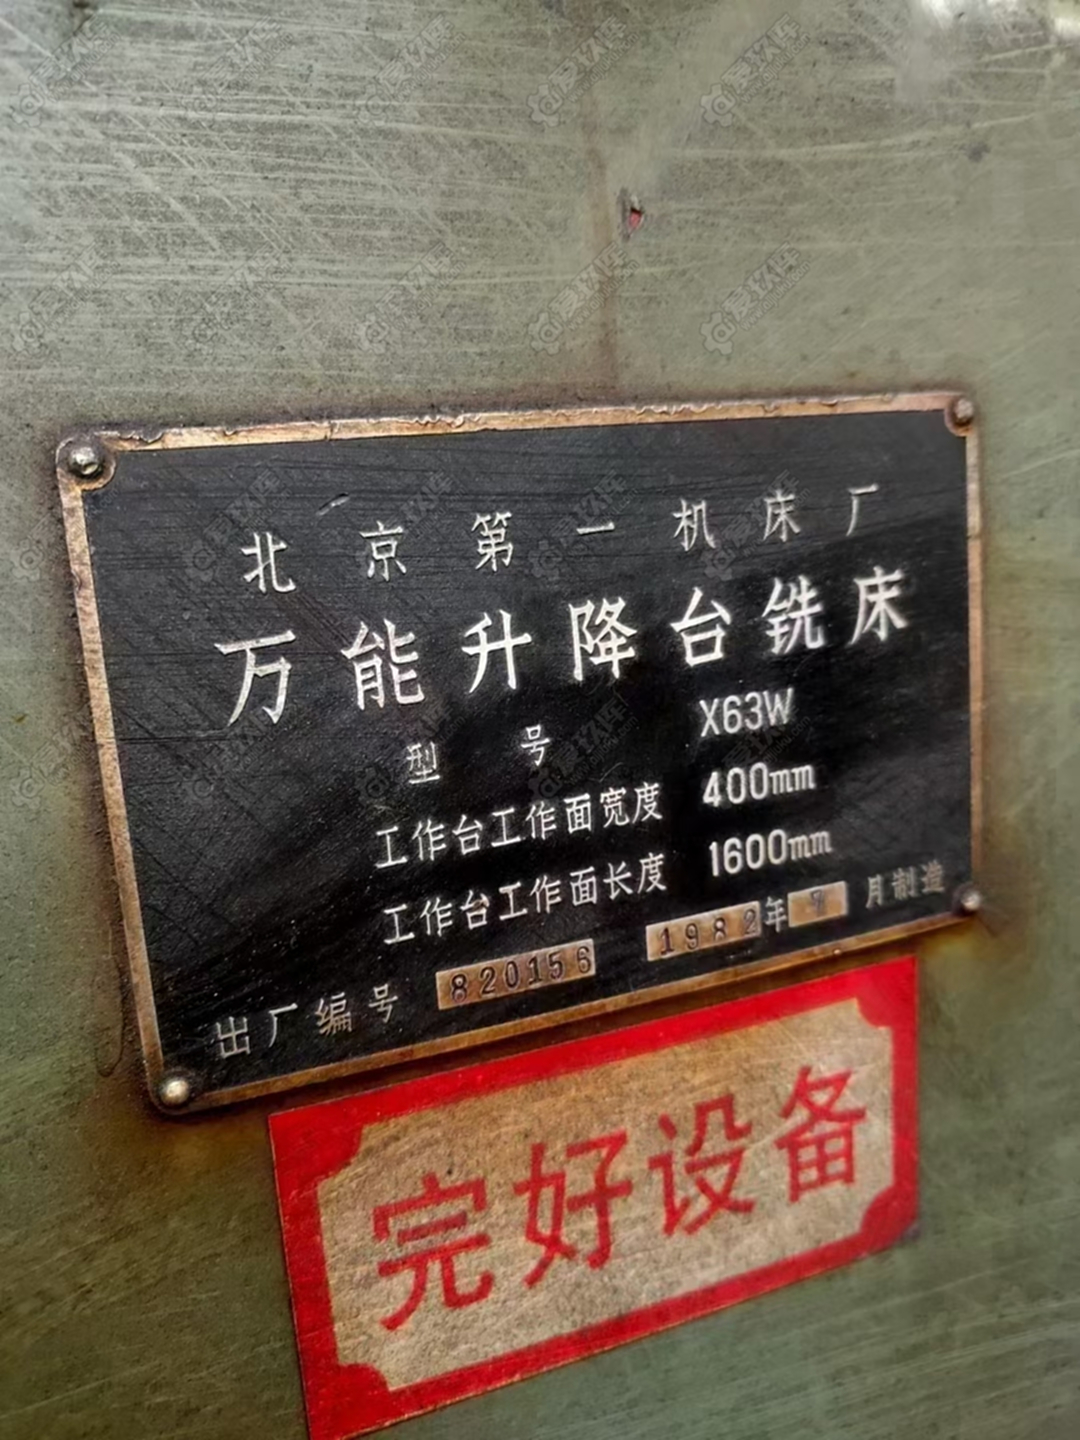 北京第一机床厂
万能升降台铣床
型号 X63W
工作台工作面宽度 400mm
工作台工作面长度 1600mm
出厂编号 820156 1982年 月制造
完好设备